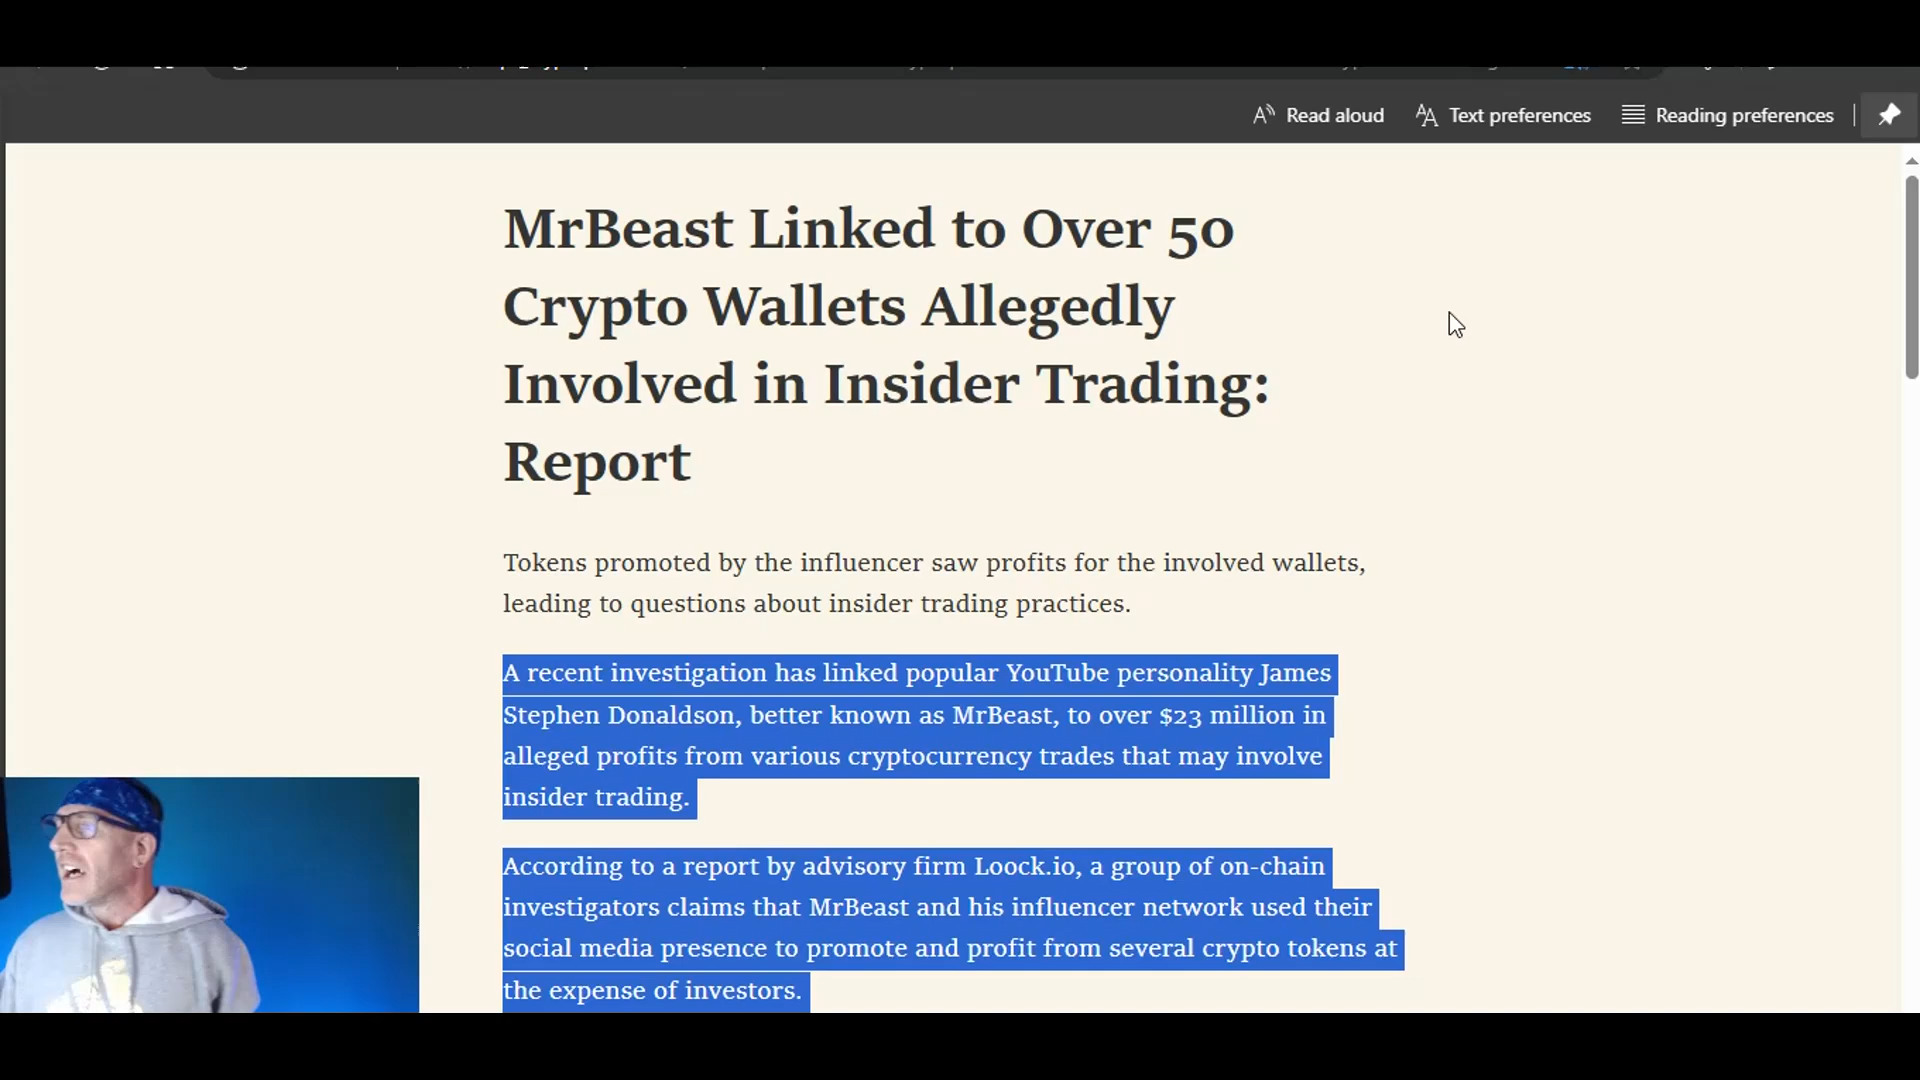 Read aloud
Text preferences
Reading preferences
MrBeast Linked to Over 50
Crypto Wallets Allegedly
Involved in Insider Trading:
Report
Tokens promoted by the influencer saw profits for the involved wallets,
leading to questions about insider trading practices.
A recent investigation has linked popular YouTube personality James
Stephen Donaldson, better known as MrBeast, to over $23 million in
alleged profits from various cryptocurrency trades that may involve
insider trading.
According to a report by advisory firm Loock.io, a group of on-chain
investigators claims that MrBeast and his influencer network used their
social media presence to promote and profit from several crypto tokens at
the expense of investors.